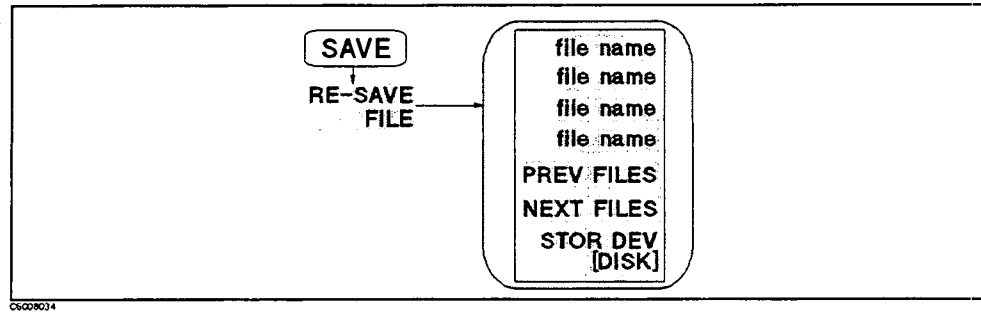 SAVE
RE-SAVE
FILE
file name
file name
file name
file name
PREV FILES
NEXT FILES
STOR DEV
[DISK]
C6008034